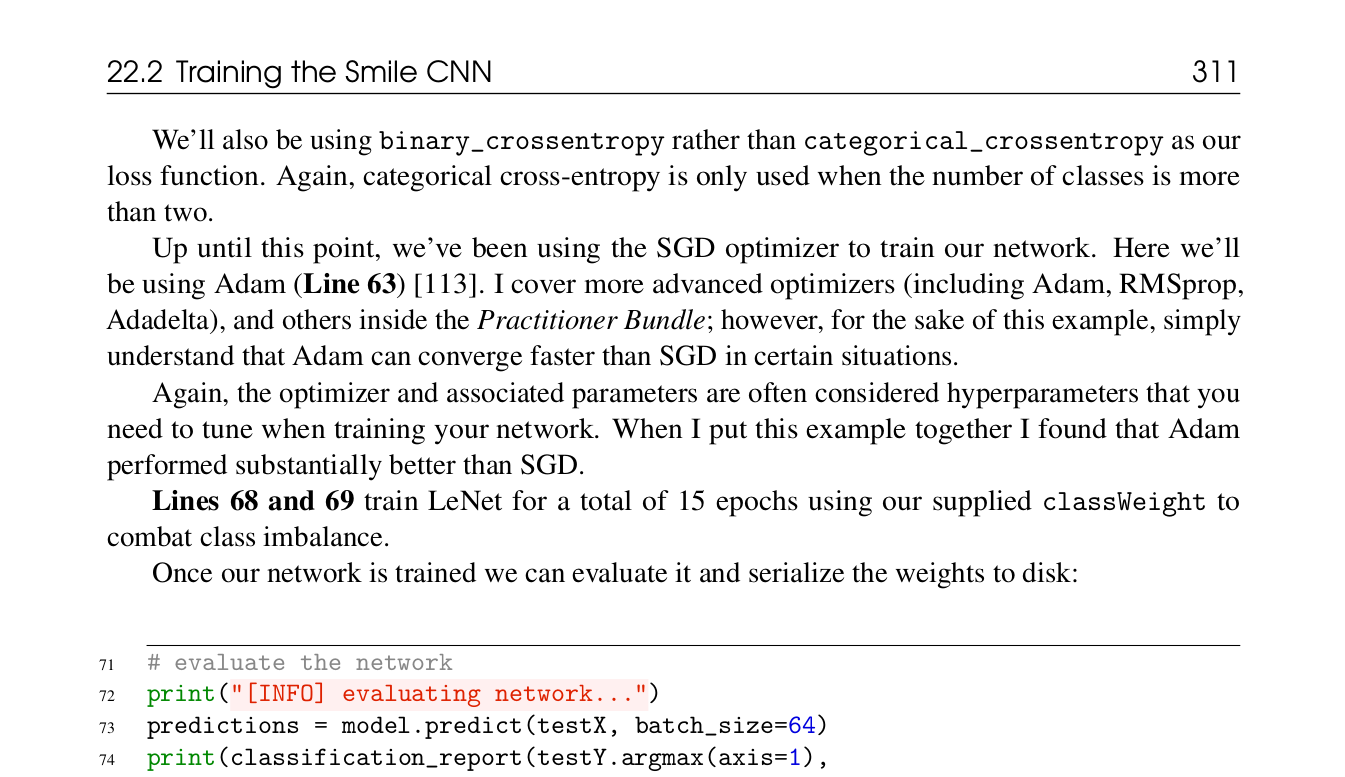 22.2 Training the Smile CNN 311
We'll also be using binary_crossentropy rather than categorical_crossentropy as our
loss function. Again, categorical cross-entropy is only used when the number of classes is more
than two.
Up until this point, we've been using the SGD optimizer to train our network. Here we'll
be using Adam (Line 63) [113]. I cover more advanced optimizers (including Adam, RMSprop,
Adadelta), and others inside the Practitioner Bundle; however, for the sake of this example, simply
understand that Adam can converge faster than SGD in certain situations.
Again, the optimizer and associated parameters are often considered hyperparameters that you
need to tune when training your network. When I put this example together I found that Adam
performed substantially better than SGD.
Lines 68 and 69 train LeNet for a total of 15 epochs using our supplied classWeight to
combat class imbalance.
Once our network is trained we can evaluate it and serialize the weights to disk:
71 # evaluate the network
72 print("[INFO] evaluating network...")
73 predictions = model.predict(testX, batch_size=64)
74 print(classification_report(testY.argmax(axis=1),